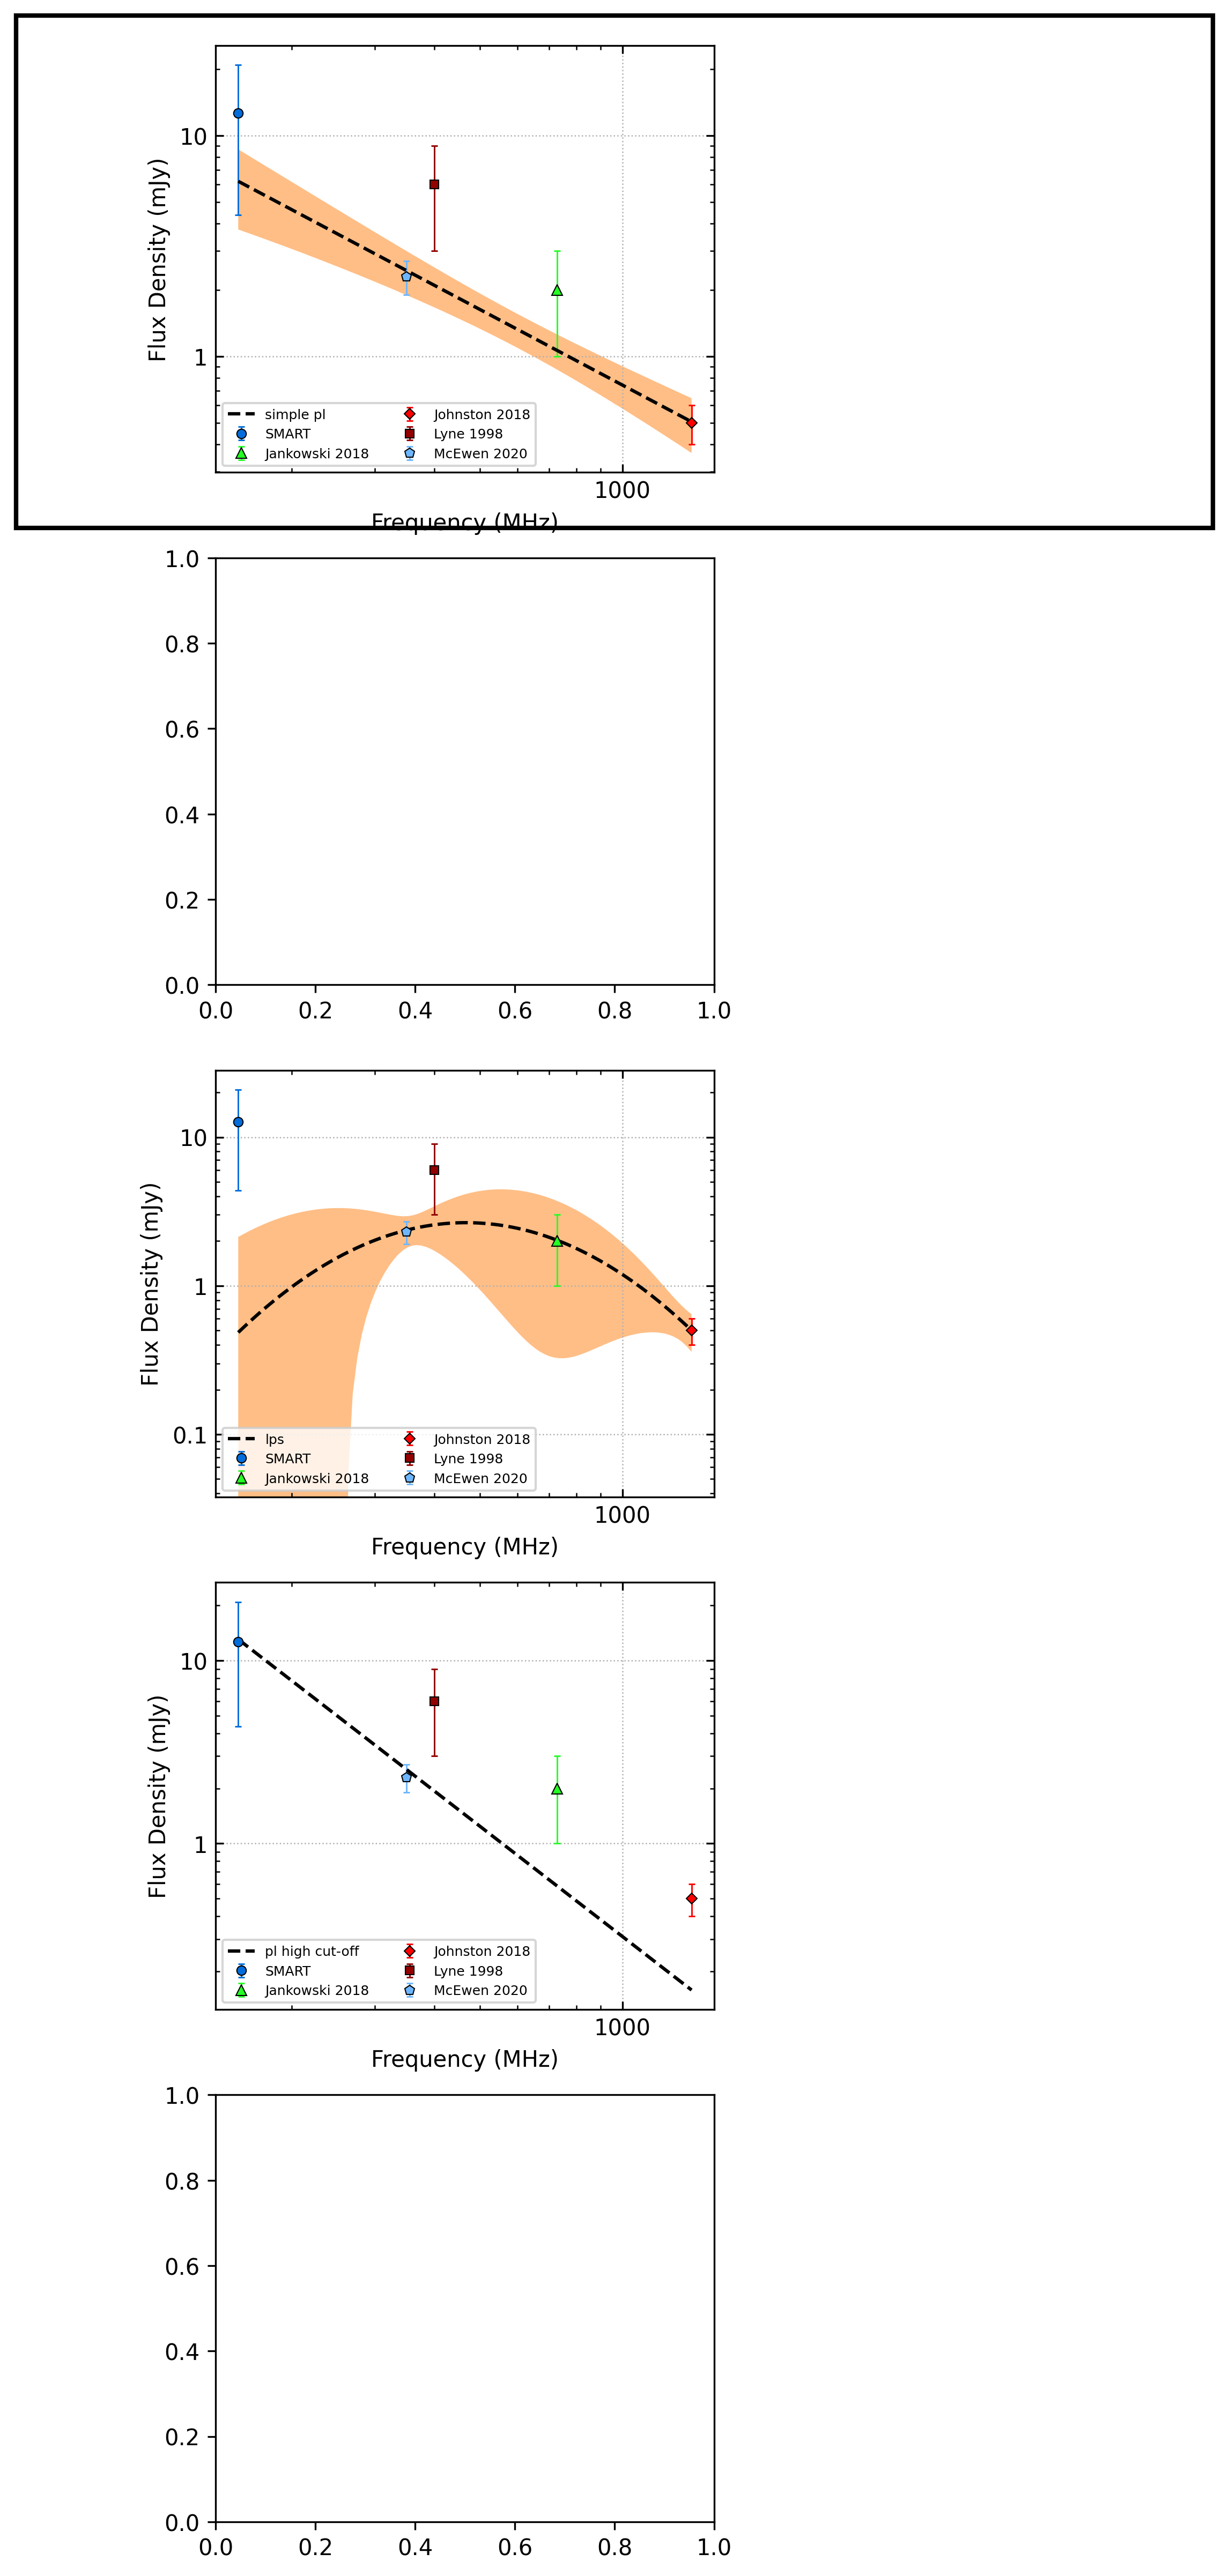 10
1
Flux Density (mJy)
simple pl
SMART
Jankowski 2018
Johnston 2018
Lyne 1998
McEwen 2020
1000
Frequency (MHz)
1.0
0.8
0.6
0.4
0.2
0.0
0.0 0.2 0.4 0.6 0.8 1.0
10
1
0.1
Flux Density (mJy)
lps
SMART
Jankowski 2018
Johnston 2018
Lyne 1998
McEwen 2020
1000
Frequency (MHz)
10
1
Flux Density (mJy)
pl high cut-off
SMART
Jankowski 2018
Johnston 2018
Lyne 1998
McEwen 2020
1000
Frequency (MHz)
1.0
0.8
0.6
0.4
0.2
0.0
0.0 0.2 0.4 0.6 0.8 1.0